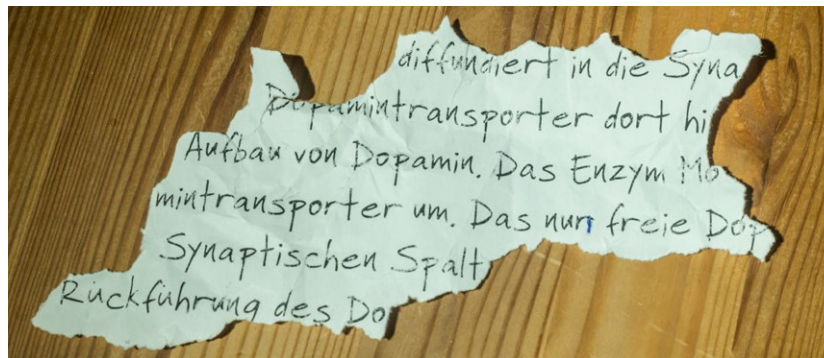 diffundiert in die Syna
Dopamintransporter dort hi
Aufbau von Dopamin. Das Enzym Mo
mintransporter um. Das nun freie Dop
Synaptischen Spalt
Rückführung des Do